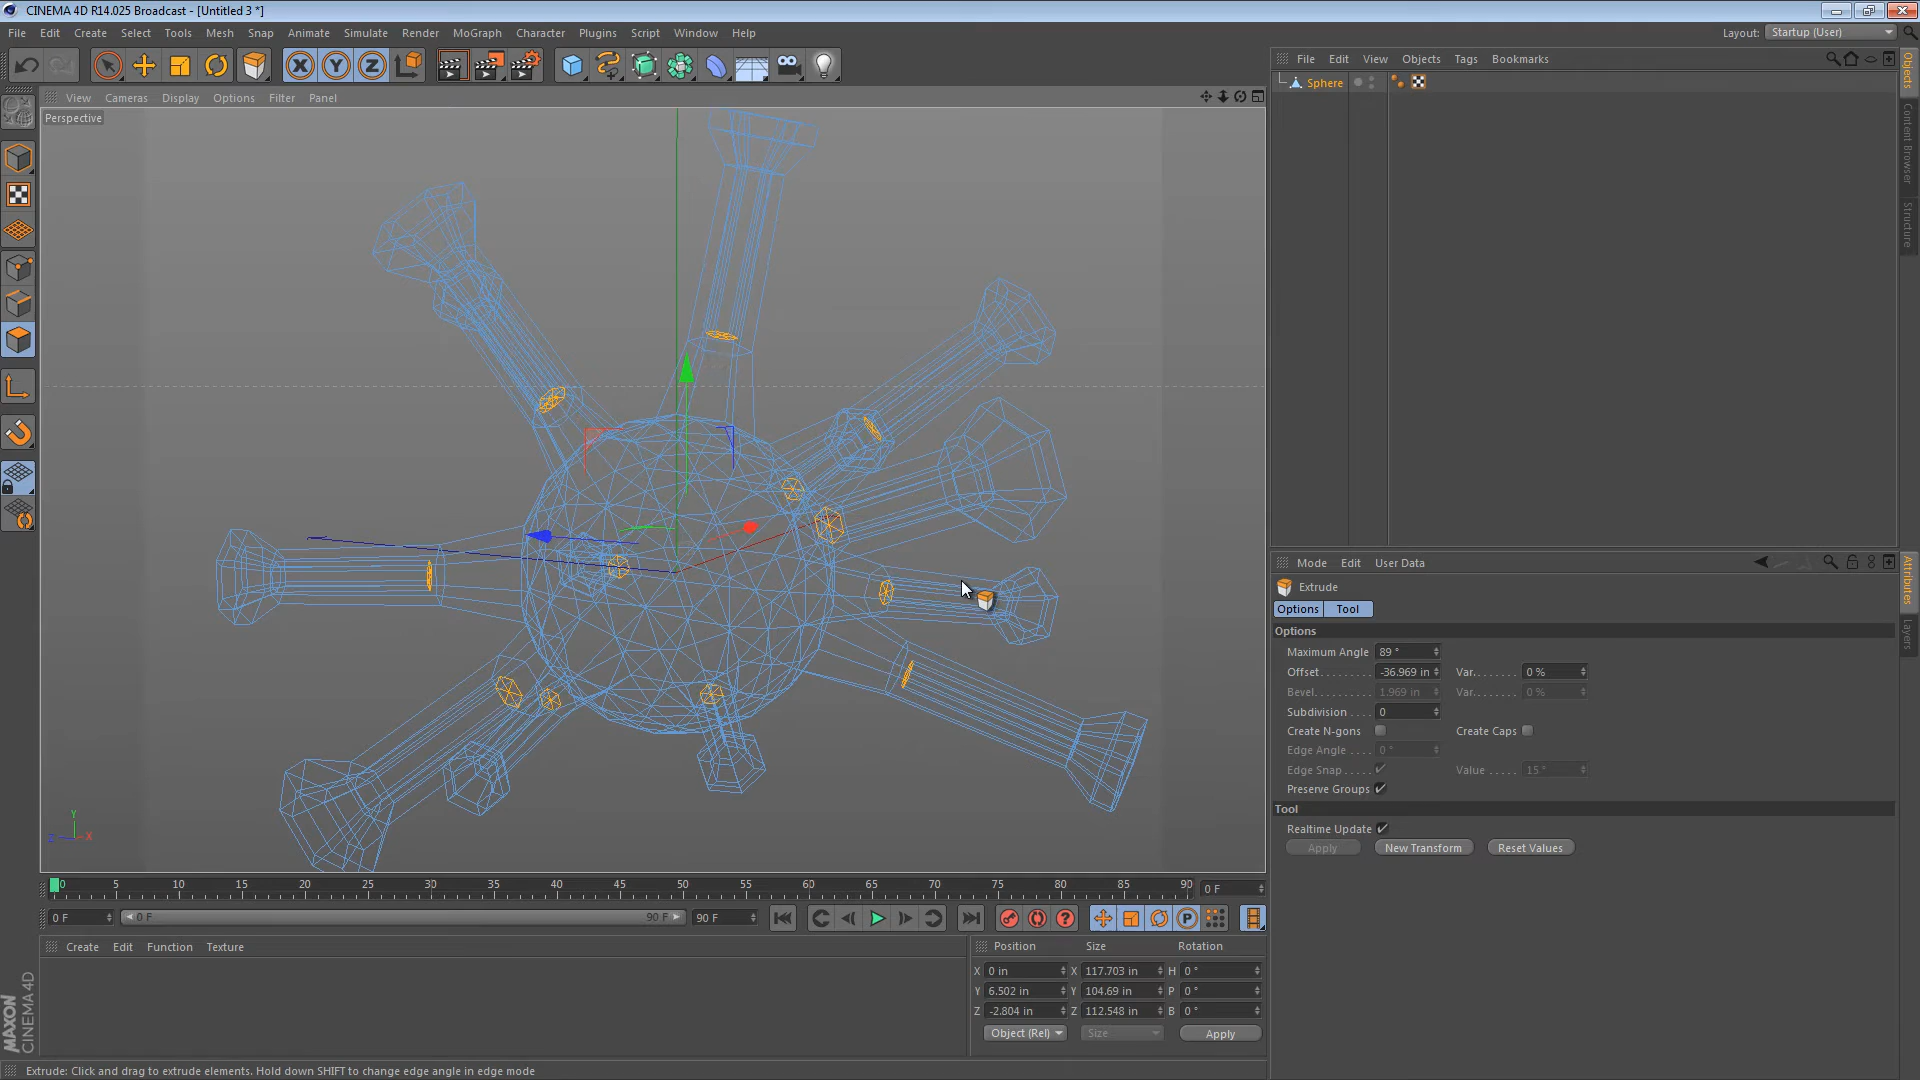 CINEMA 4D R14.025 Broadcast - [Untitled 3 *]
File Edit Create Select Tools Mesh Snap Animate Simulate Render Character MoGraph Character Plugins Script Window Help
Layout: Startup (User)
View Cameras Display Options Filter Panel
Perspective
File Edit View Objects Tags Bookmarks
Sphere
Objects
Content Browser
Structure
Mode Edit User Data
Extrude
Options Tool
Options
Maximum Angle 89 °
Offset -36.969 in Var. 0 %
Bevel 1.969 in Var. 0 %
Subdivision 0
Create N-gons Create Caps
Edge Angle 0 °
Edge Snap Value 15 °
Preserve Groups
Tool
Realtime Update
Apply New Transform Reset Values
Attributes
Layers
Y
Z X
0 5 10 15 20 25 30 35 40 45 50 55 60 65 70 75 80 85 90 0 F
0 F 0 F 90 F 90 F
Create Edit Function Texture
Position Size Rotation
X 0 in X 117.703 in H 0 °
Y 6.502 in Y 104.69 in P 0 °
Z -2.804 in Z 112.548 in B 0 °
Object (Rel) Size Apply
MAXON
CINEMA 4D
Extrude: Click and drag to extrude elements. Hold down SHIFT to change edge angle in edge mode